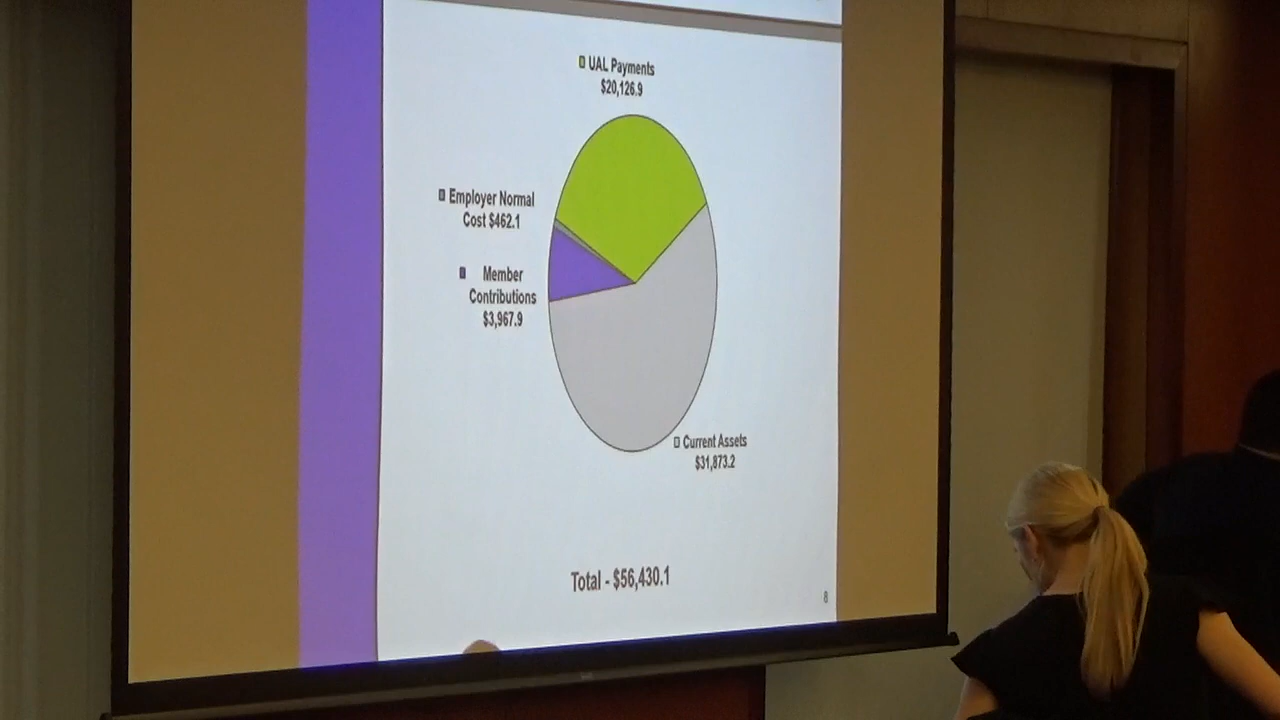 UAL Payments
$20,126.9
Employer Normal
Cost $462.1
Member
Contributions
$3,967.9
Current Assets
$31,873.2
Total - $56,430.1
8